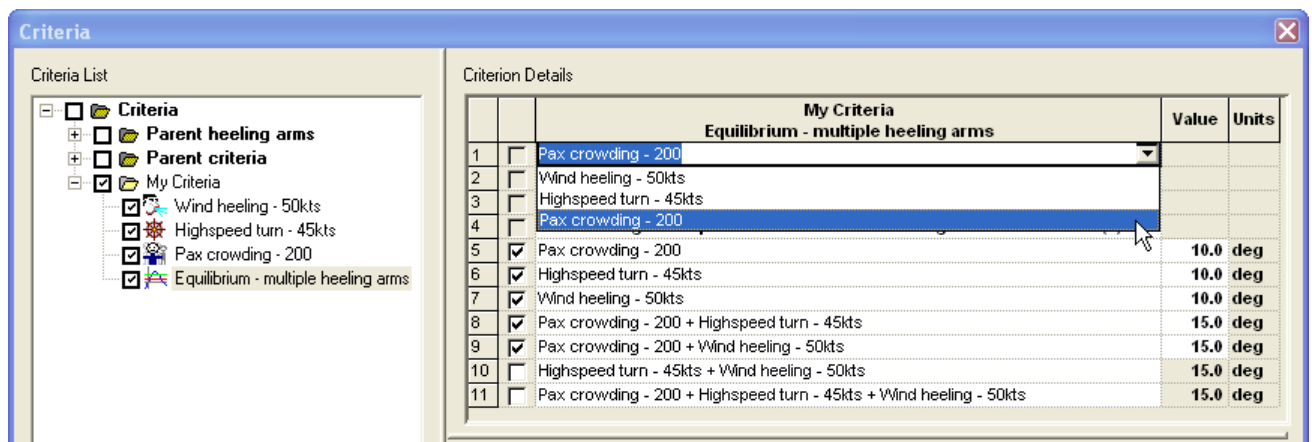 Criteria
Criteria List
Criteria
Parent heeling arms
Parent criteria
My Criteria
Wind heeling - 50kts
Highspeed turn - 45kts
Pax crowding - 200
Equilibrium - multiple heeling arms
Criterion Details
My Criteria Value Units
Equilibrium - multiple heeling arms
1 Pax crowding - 200
2 Wind heeling - 50kts
3 Highspeed turn - 45kts
4 Pax crowding - 200
5 Pax crowding - 200 10.0 deg
6 Highspeed turn - 45kts 10.0 deg
7 Wind heeling - 50kts 10.0 deg
8 Pax crowding - 200 + Highspeed turn - 45kts 15.0 deg
9 Pax crowding - 200 + Wind heeling - 50kts 15.0 deg
10 Highspeed turn - 45kts + Wind heeling - 50kts 15.0 deg
11 Pax crowding - 200 + Highspeed turn - 45kts + Wind heeling - 50kts 15.0 deg